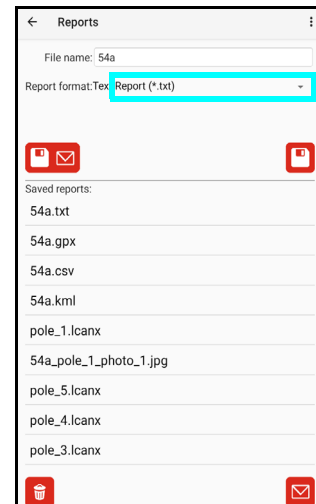 Reports
File name: 54a
Report format:Tex Report (*.txt)
Saved reports:
54a.txt
54a.gpx
54a.csv
54a.kml
pole_1.lcanx
54a_pole_1_photo_1.jpg
pole_5.lcanx
pole_4.lcanx
pole_3.lcanx